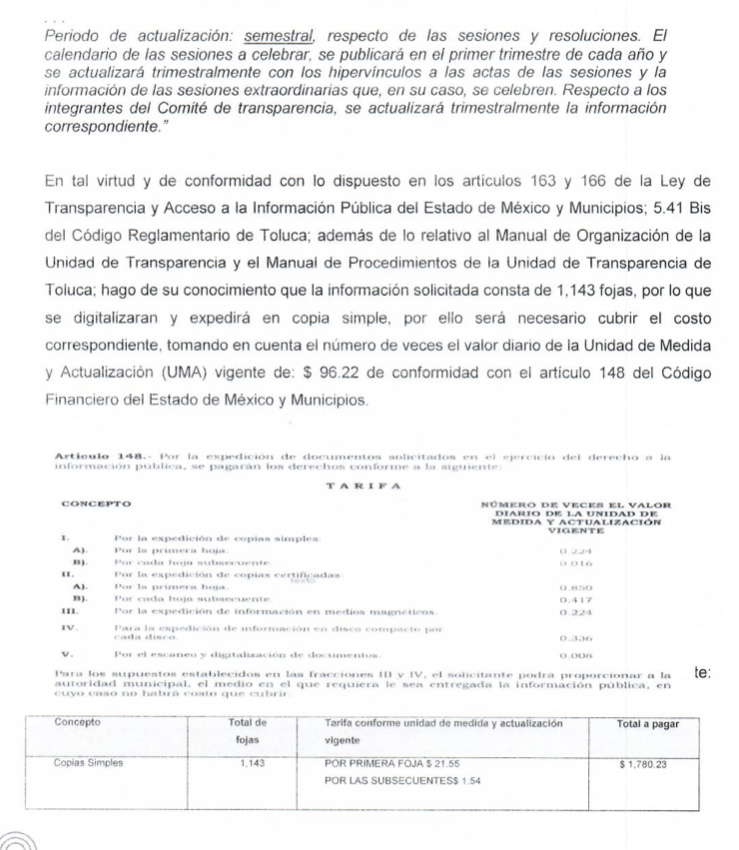 . . .
Periodo de actualización: semestral, respecto de las sesiones y resoluciones. El
calendario de las sesiones a celebrar, se publicará en el primer trimestre de cada año y
se actualizará trimestralmente con los hipervínculos a las actas de las sesiones y la
información de las sesiones extraordinarias que, en su caso, se celebren. Respecto a los
integrantes del Comité de transparencia, se actualizará trimestralmente la información
correspondiente."
En tal virtud y de conformidad con lo dispuesto en los artículos 163 y 166 de la Ley de
Transparencia y Acceso a la Información Pública del Estado de México y Municipios; 5.41 Bis
del Código Reglamentario de Toluca; además de lo relativo al Manual de Organización de la
Unidad de Transparencia y el Manual de Procedimientos de la Unidad de Transparencia de
Toluca; hago de su conocimiento que la información solicitada consta de 1,143 fojas, por lo que
se digitalizaran y expedirá en copia simple, por ello será necesario cubrir el costo
correspondiente, tomando en cuenta el número de veces el valor diario de la Unidad de Medida
y Actualización (UMA) vigente de: $ 96.22 de conformidad con el artículo 148 del Código
Financiero del Estado de México y Municipios.
Artículo 148.- Por la expedición de documentos solicitados en el ejercicio del derecho a la
información pública, se pagarán los derechos conforme a la siguiente:
T A R I F A
CONCEPTO NÚMERO DE VECES EL VALOR
DIARIO DE LA UNIDAD DE
MEDIDA Y ACTUALIZACIÓN
VIGENTE
I. Por la expedición de copias simples:
A). Por la primera hoja. 0.224
B). Por cada hoja subsecuente. 0.016
II. Por la expedición de copias certificadas:
A). Por la primera hoja. 0.850
B). Por cada hoja subsecuente. 0.417
III. Por la expedición de información en medios magnéticos. 0.224
IV. Para la expedición de información en disco compacto por
cada disco. 0.336
V. Por el escaneo y digitalización de documentos. 0.008
Para los supuestos establecidos en las fracciones III y IV, el solicitante podrá proporcionar a la te:
autoridad municipal, el medio en el que requiera le sea entregada la información pública, en
cuyo caso no habrá costo que cubrir.
Concepto Total de Tarifa conforme unidad de medida y actualización Total a pagar
fojas vigente
Copias Simples 1,143 POR PRIMERA FOJA $ 21.55 $ 1,780.23
POR LAS SUBSECUENTES$ 1.54